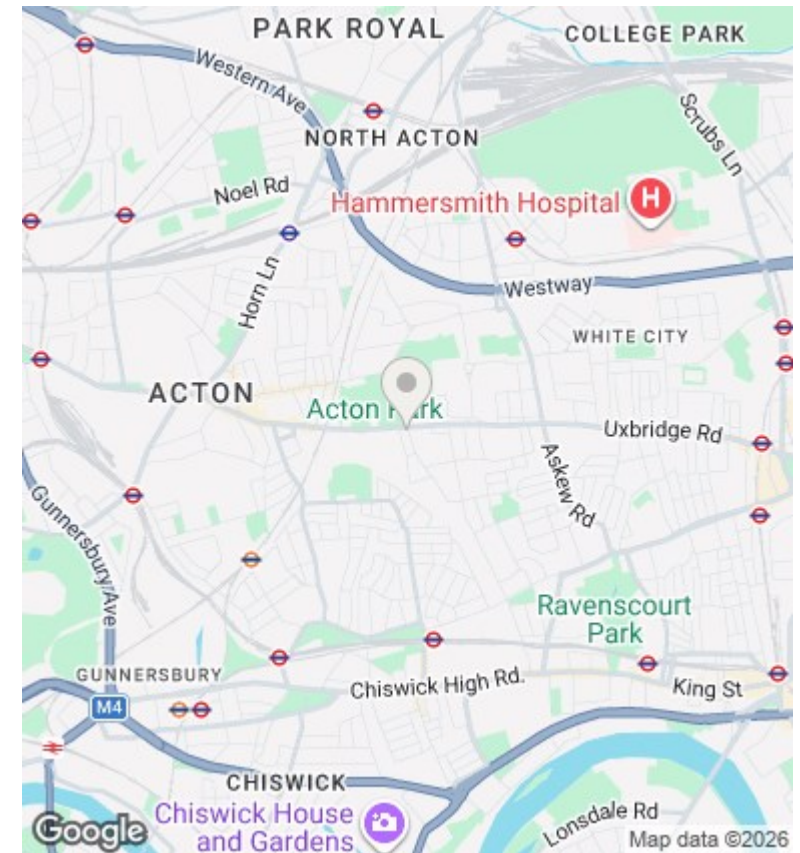 PARK ROYAL
COLLEGE PARK
Western Ave
Scrubs Ln
NORTH ACTON
Noel Rd
Hammersmith Hospital
H
Horn Ln
Westway
WHITE CITY
ACTON
Acton
Uxbridge Rd
Askew Rd
Gunnersbury Ave
Ravenscourt
Park
GUNNERSBURY
Chiswick High Rd.
King St
M4
CHISWICK
Chiswick House
and Gardens
Lonsdale Rd
Google
Map data ©2026